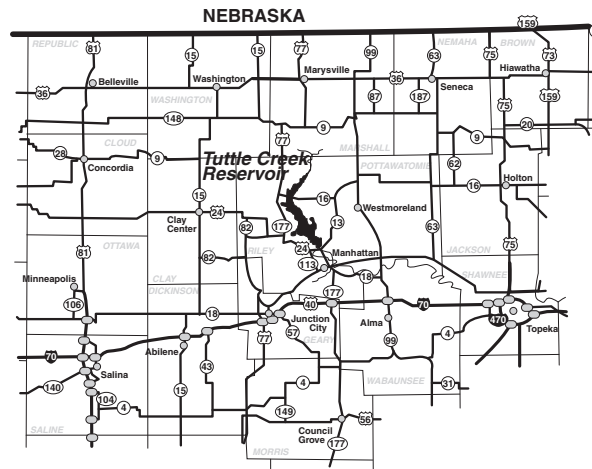 NEBRASKA
159
REPUBLIC
81
15
15
77
99
63
NEMAHA
75
BROWN
73
Belleville
Washington
Marysville
36
Seneca
Hiawatha
36
WASHINGTON
87
187
75
159
148
9
20
CLOUD
77
MARSHALL
9
28
9
Tuttle Creek
Reservoir
POTTAWATOMIE
62
Concordia
15
16
16
Holton
Clay
Center
24
177
13
Westmoreland
81
82
63
OTTAWA
RILEY
24
JACKSON
75
82
113
Manhattan
Minneapolis
CLAY
18
SHAWNEE
DICKINSON
177
106
18
40
70
Junction
City
Alma
470
Topeka
57
GEARY
77
99
4
70
Abilene
Salina
43
140
15
4
WABAUNSEE
31
104
4
149
Council
Grove
56
SALINE
177
MORRIS